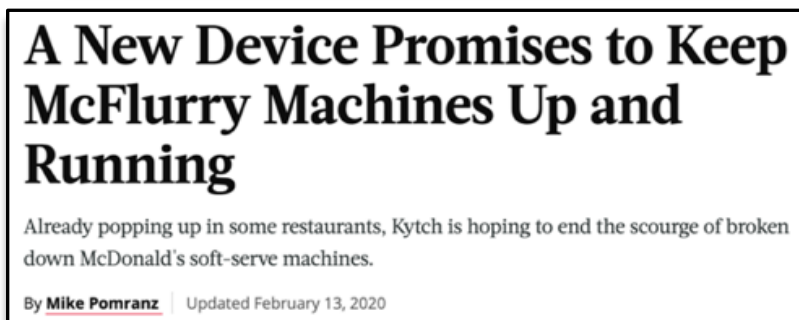 A New Device Promises to Keep
McFlurry Machines Up and
Running
Already popping up in some restaurants, Kytch is hoping to end the scourge of broken
down McDonald's soft-serve machines.
By Mike Pomranz Updated February 13, 2020